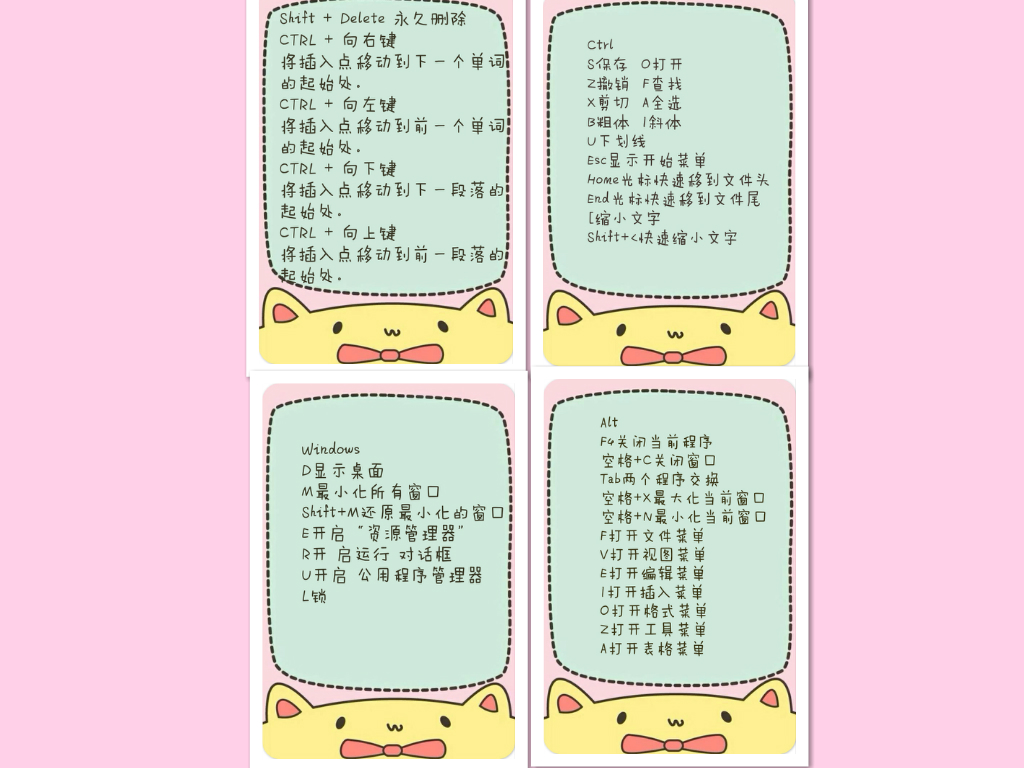 Shift + Delete 永久删除
CTRL + 向右键
将插入点移动到下一个单词
的起始处。
CTRL + 向左键
将插入点移动到前一个单词
的起始处。
CTRL + 向下键
将插入点移动到下一段落的
起始处。
CTRL + 向上键
将插入点移动到前一段落的
起始处。
Ctrl
S保存 O打开
Z撤销 F查找
X剪切 A全选
B粗体 I斜体
U下划线
Esc显示开始菜单
Home光标快速移到文件头
End光标快速移到文件尾
[缩小文字
Shift+<快速缩小文字
Windows
D显示桌面
M最小化所有窗口
Shift+M还原最小化的窗口
E开启 "资源管理器"
R开 启运行 对话框
U开启 公用程序管理器
L锁
Alt
F4关闭当前程序
空格+C关闭窗口
Tab两个程序交换
空格+X最大化当前窗口
空格+N最小化当前窗口
F打开文件菜单
V打开视图菜单
E打开编辑菜单
I打开插入菜单
O打开格式菜单
Z打开工具菜单
A打开表格菜单